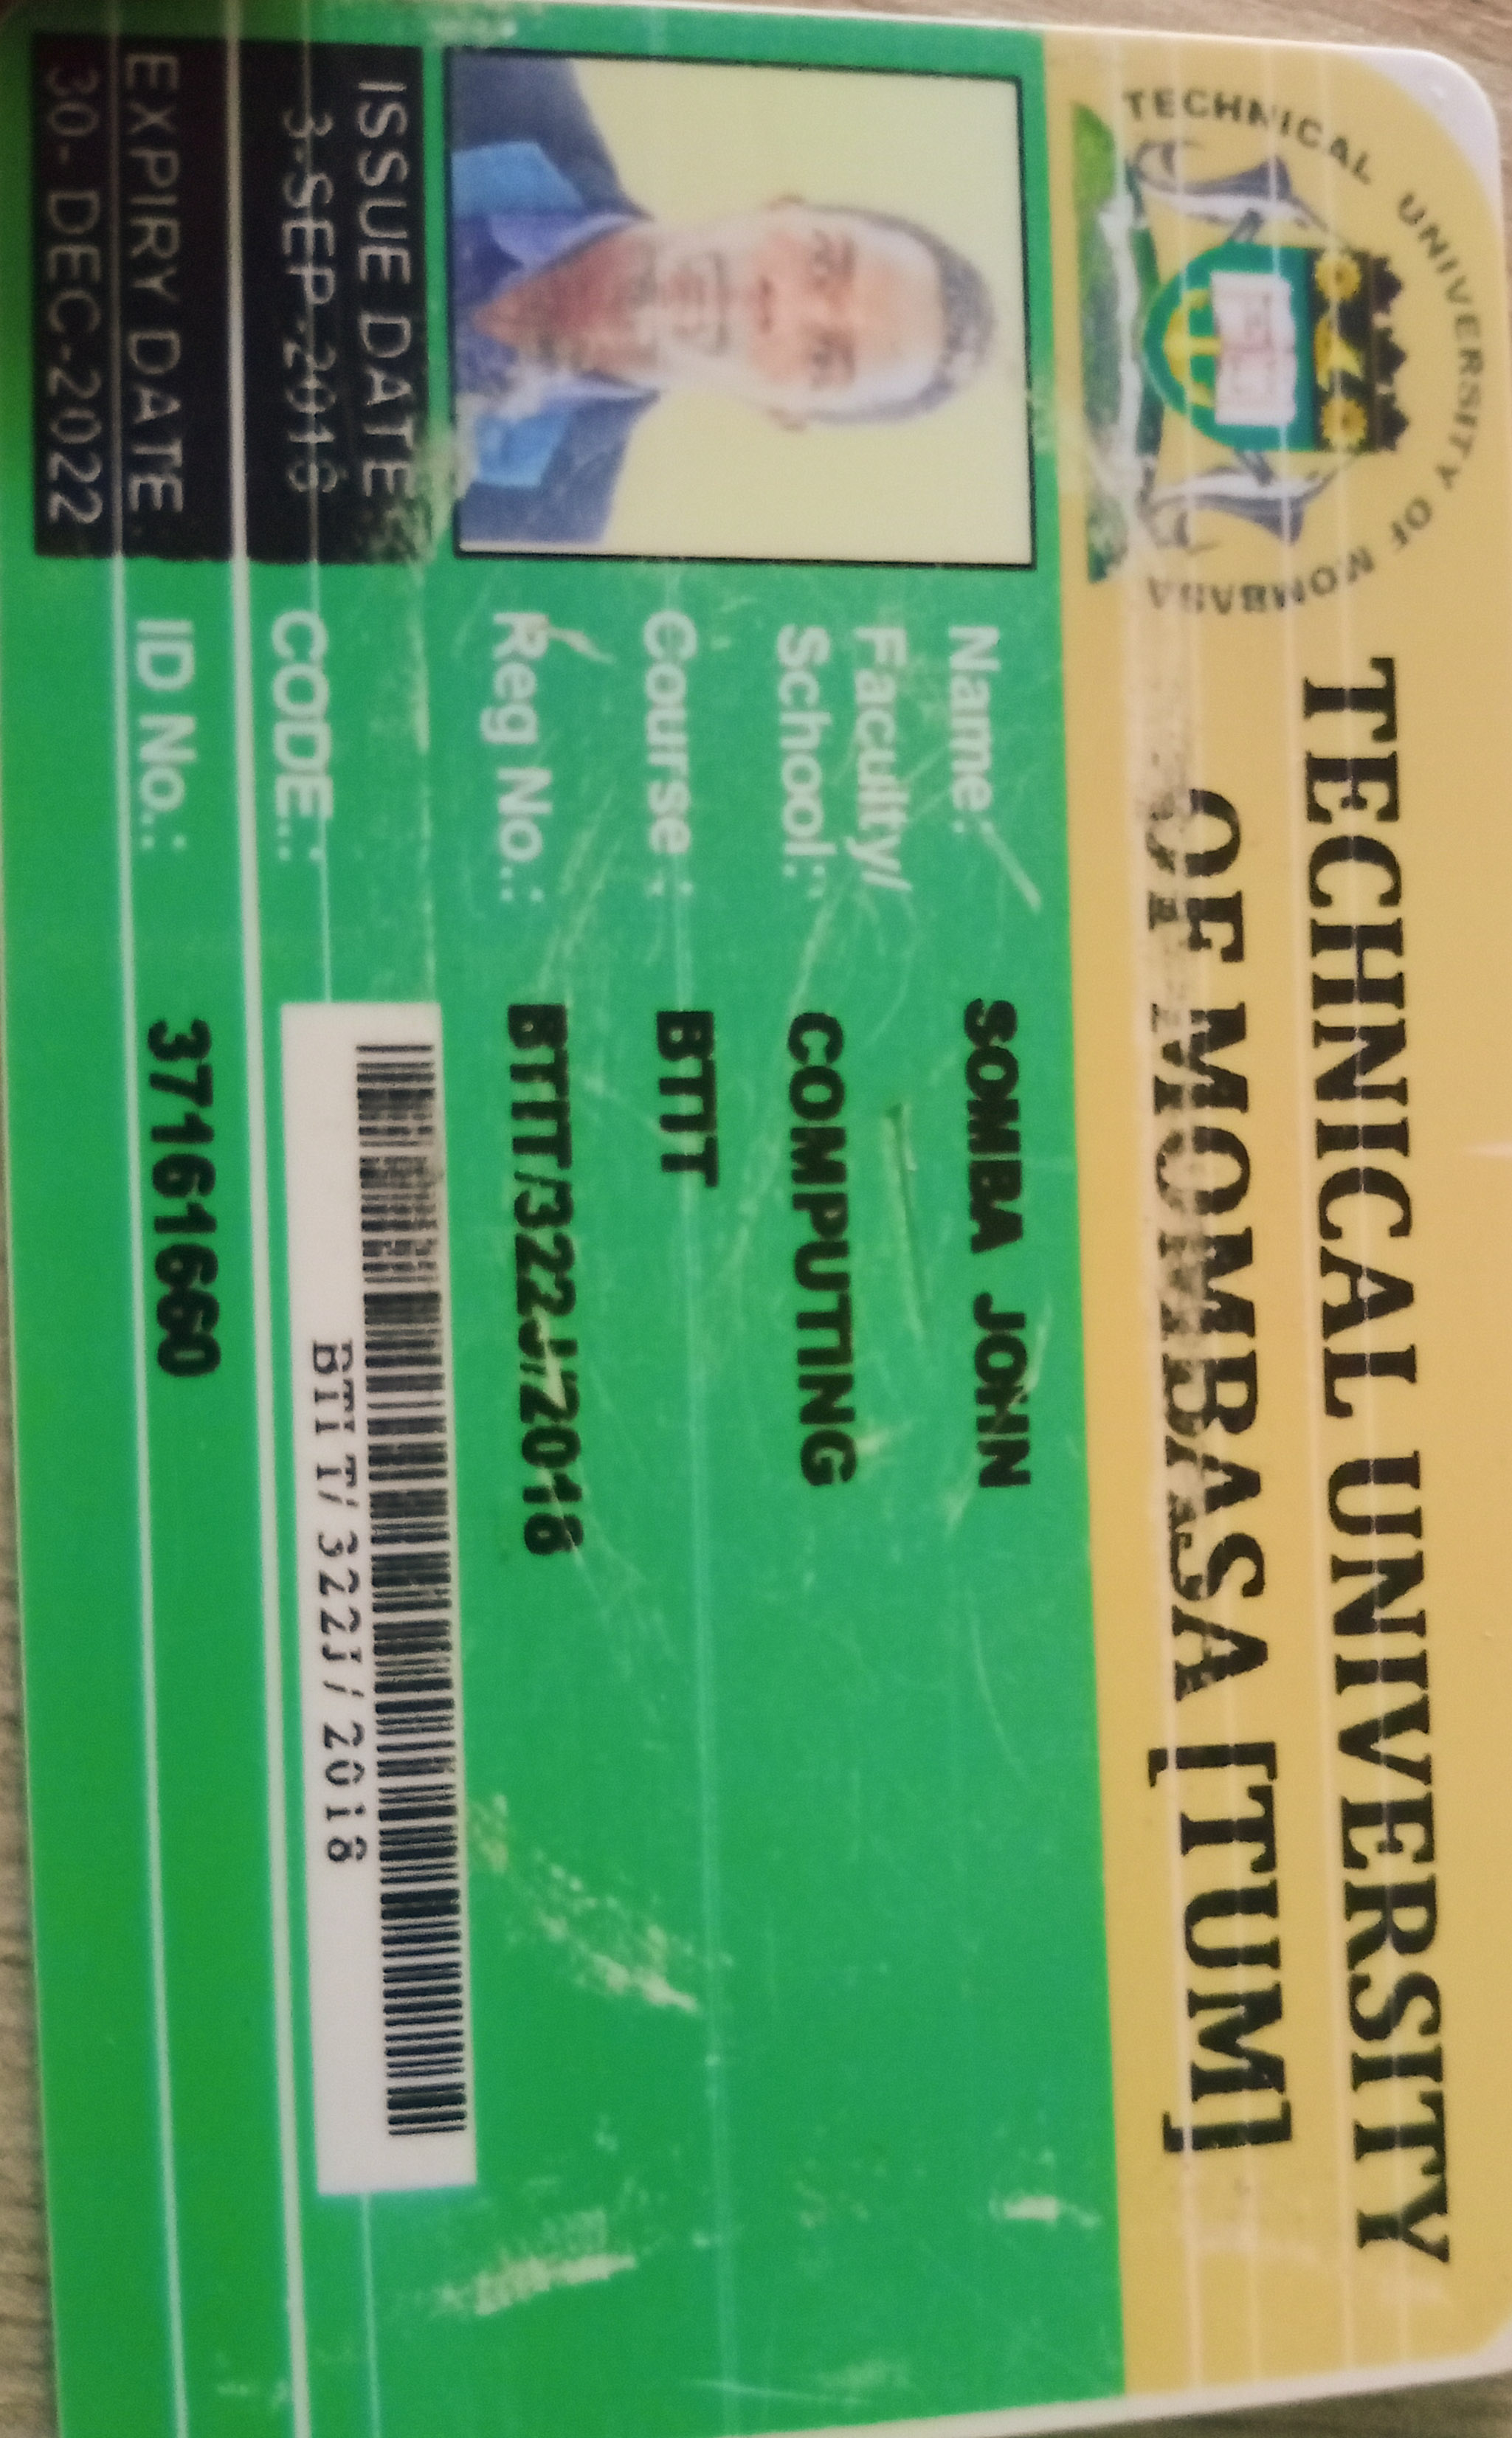 TECHNICAL UNIVERSITY OF MOMBASA
TECHNICAL UNIVERSITY
OF MOMBASA [TUM]
Name: SOMBA JOHN
Faculty/
School: COMPUTING
Course: BTIT
Reg No.: BTIT/322J/2018
CODE.: BTIT/322J/2018
ID No.: 37161660
ISSUE DATE
3-SEP-2018
EXPIRY DATE
30-DEC-2022